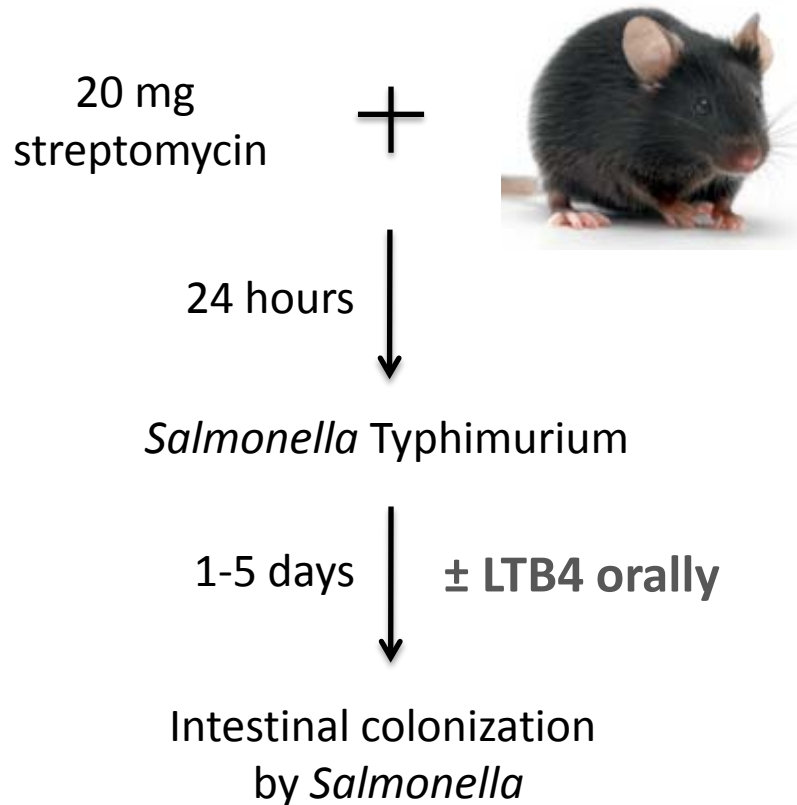 20 mg
streptomycin
+
24 hours
Salmonella Typhimurium
1-5 days
± LTB4 orally
Intestinal colonization
by Salmonella